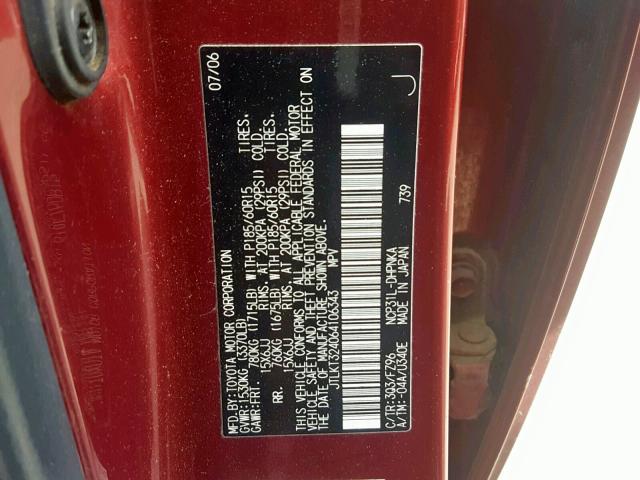 MFD.BY:TOYOTA MOTOR CORPORATION 07/06
GVWR:1530KG (3370LB)
GAWR:FRT. 780KG (1715LB) WITH P185/60R15 TIRES.
15X6JJ RIMS, AT 200KPA (29PSI) COLD.
RR. 760KG (1675LB) WITH P185/60R15 TIRES.
15X6JJ RIMS, AT 200KPA (29PSI) COLD.
THIS VEHICLE CONFORMS TO ALL APPLICABLE FEDERAL MOTOR
VEHICLE SAFETY AND THEFT PREVENTION STANDARDS IN EFFECT ON
THE DATE OF MANUFACTURE SHOWN ABOVE.
JTLKT324064106343 MPV
J
C/TR:3Q3/FZ96 NCP31L-DHPNKA 739
A/TM:-04A/U340E MADE IN JAPAN